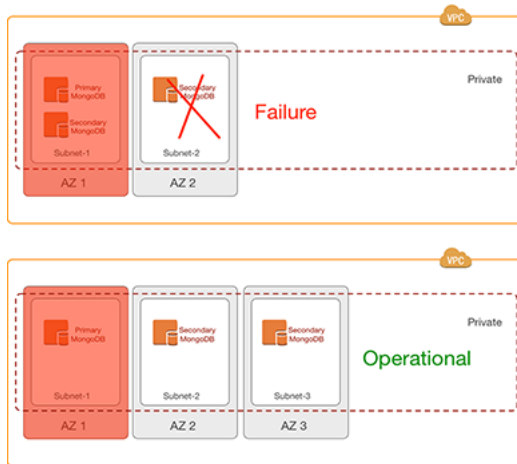 VPC
Primary
MongoDB
Secondary
MongoDB
Subnet-1
AZ 1
Secondary
MongoDB
Subnet-2
AZ 2
Failure
Private
VPC
Primary
MongoDB
Subnet-1
AZ 1
Secondary
MongoDB
Subnet-2
AZ 2
Secondary
MongoDB
Subnet-3
AZ 3
Private
Operational